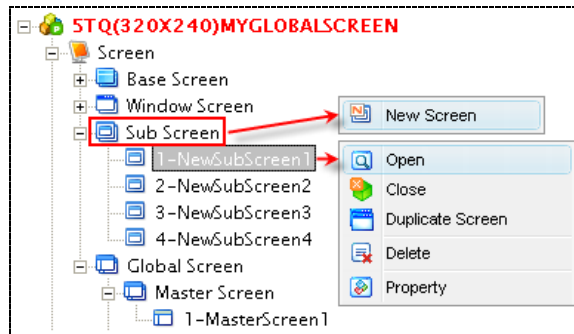 5TQ(320X240)MYGLOBALSCREEN
Screen
Base Screen
Window Screen
Sub Screen
1-NewSubScreen1
2-NewSubScreen2
3-NewSubScreen3
4-NewSubScreen4
Global Screen
Master Screen
1-MasterScreen1
New Screen
Open
Close
Duplicate Screen
Delete
Property